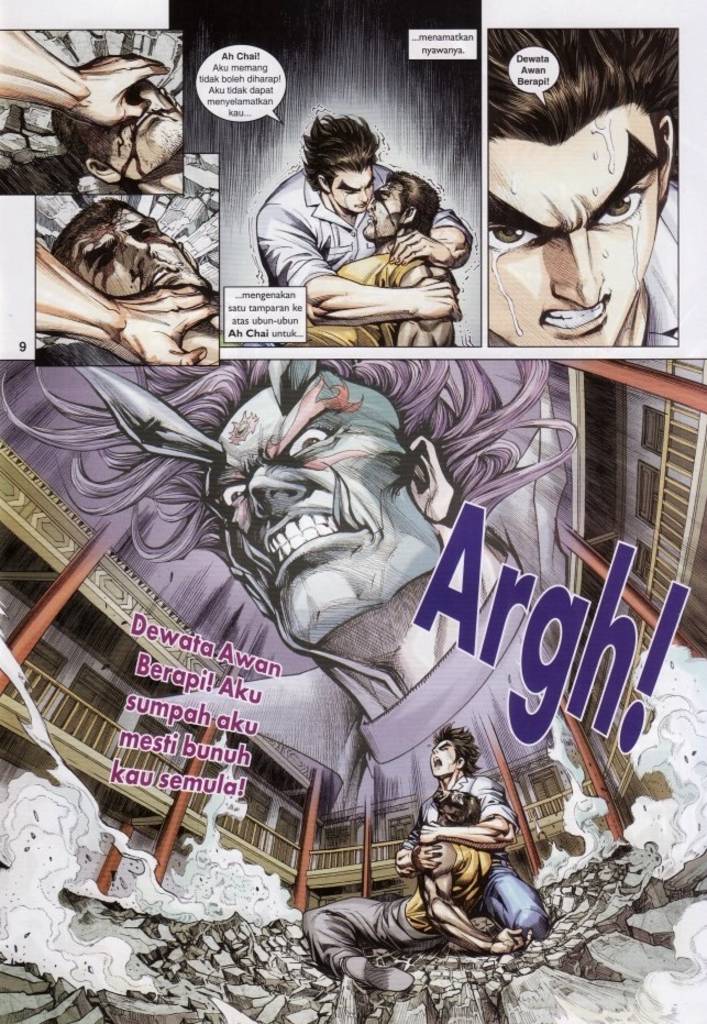 Ah Chai!
Aku memang
tidak boleh diharap!
Aku tidak dapat
menyelamatkan
kau...
...mengenakan
satu tamparan ke
atas ubun-ubun
Ah Chai untuk...
...menamatkan
nyawanya.
Dewata
Awan
Berapi!
9
Argh!
Dewata Awan
Berapi! Aku
sumpah aku
mesti bunuh
kau semula!